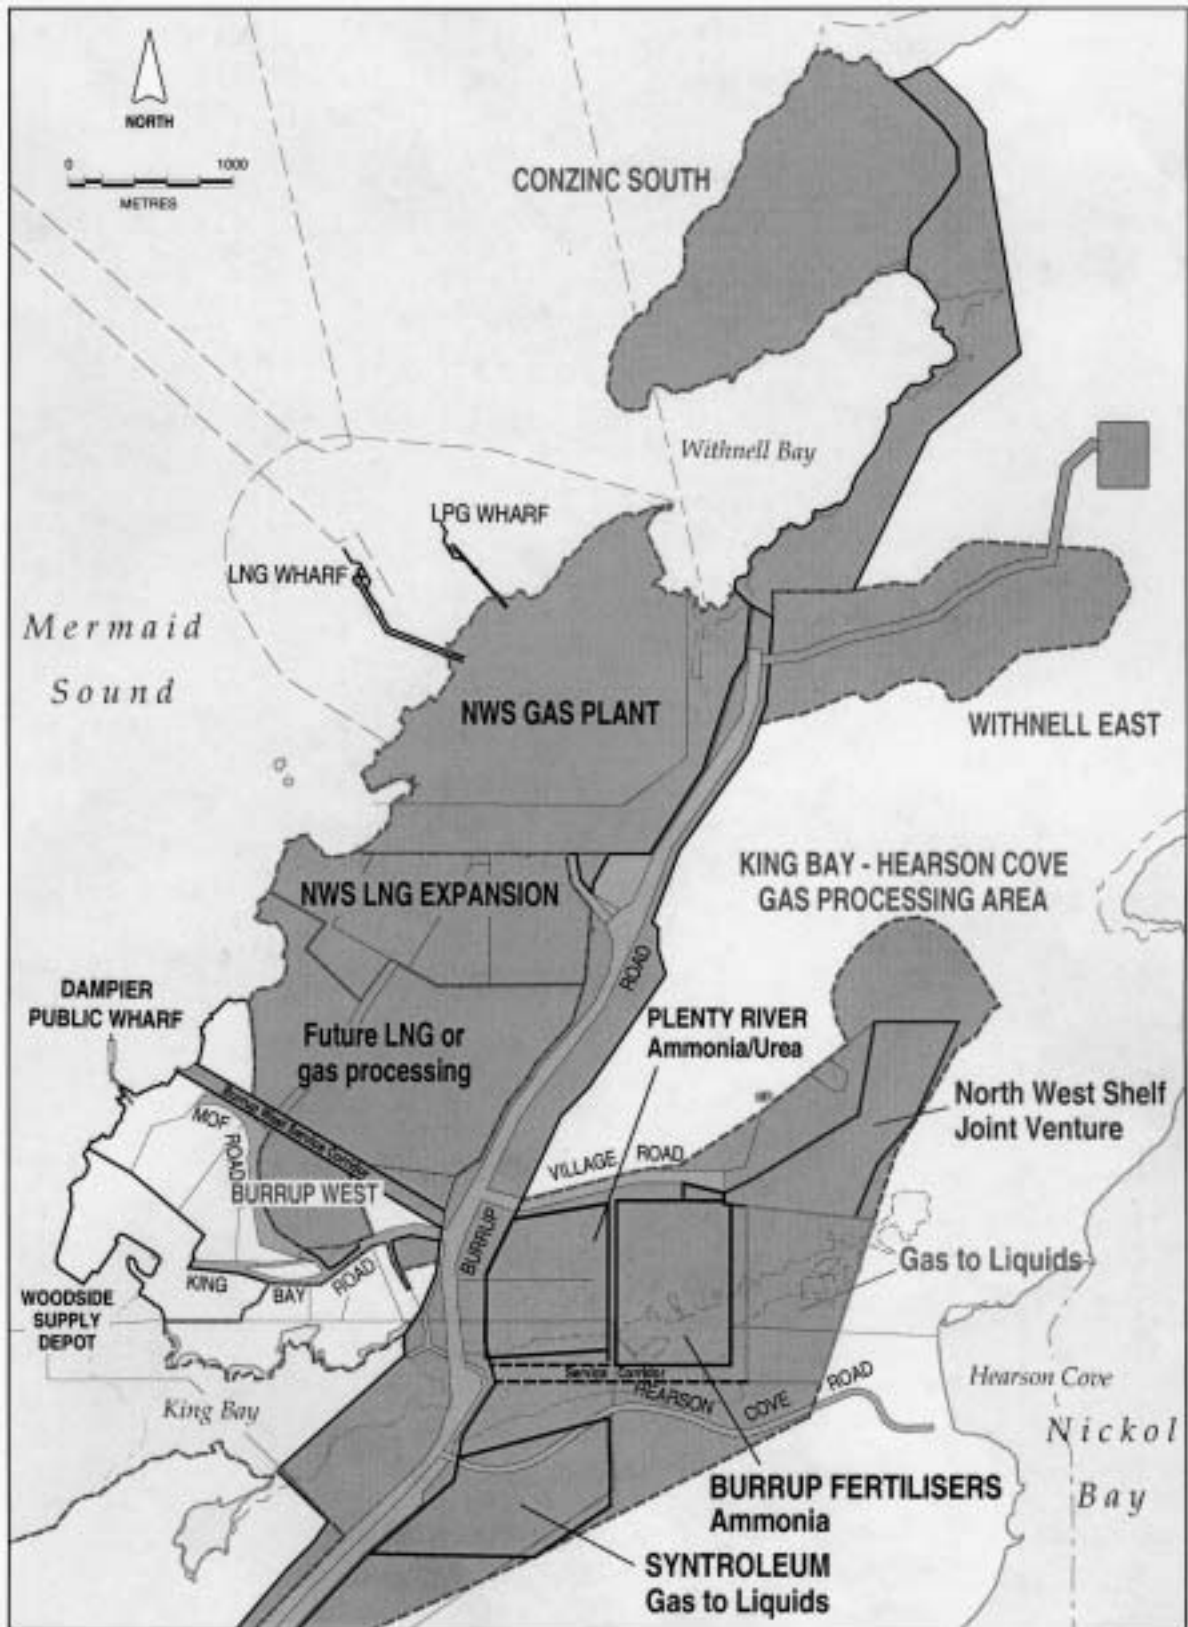 NORTH
0 1000
METRES
CONZINC SOUTH
Withnell Bay
LPG WHARF
LNG WHARF
Mermaid
Sound
NWS GAS PLANT
WITHNELL EAST
KING BAY - HEARSON COVE
GAS PROCESSING AREA
NWS LNG EXPANSION
ROAD
DAMPIER
PUBLIC WHARF
PLENTY RIVER
Ammonia/Urea
Future LNG or
gas processing
North West Shelf
Joint Venture
Burrup West Service Corridor
MOF ROAD
VILLAGE ROAD
BURRUP WEST
BURRUP
Gas to Liquids
KING BAY ROAD
WOODSIDE
SUPPLY
DEPOT
Service Corridor
HEARSON COVE ROAD
Hearson Cove
King Bay
Nickol
Bay
BURRUP FERTILISERS
Ammonia
SYNTROLEUM
Gas to Liquids